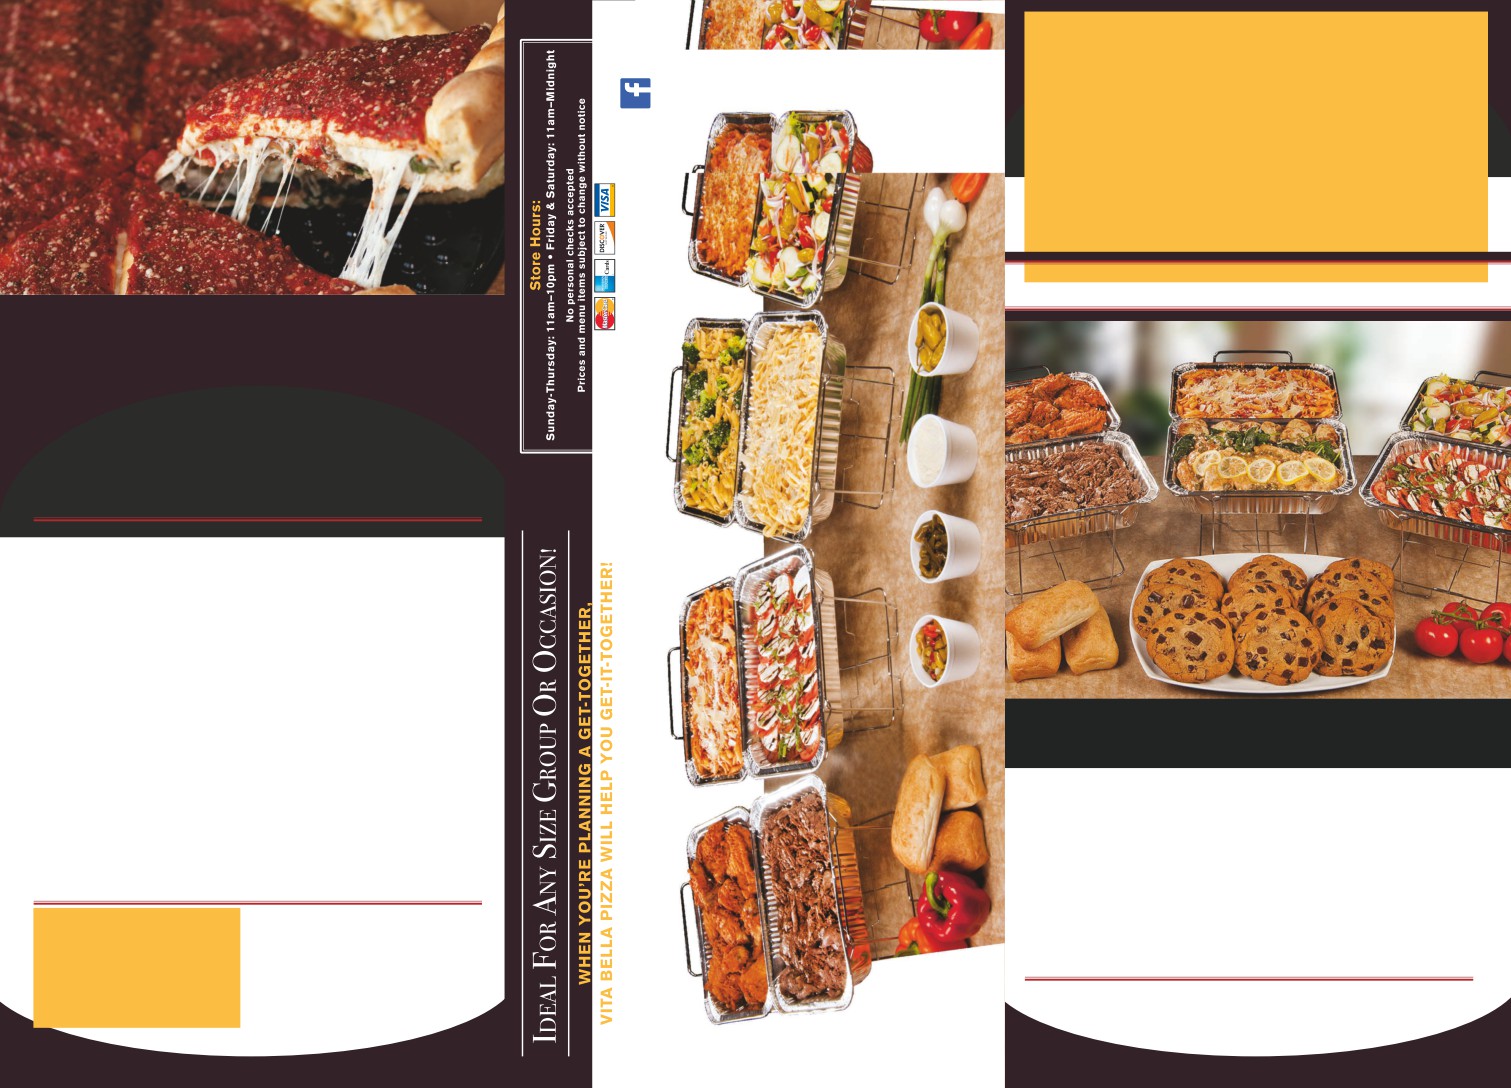 Store Hours:
Sunday-Thursday: 11am–10pm • Friday & Saturday: 11am–Midnight
No personal checks accepted
Prices and menu items subject to change without notice
VISA
DISCOVER
Cards
MasterCard
f
IDEAL FOR ANY SIZE GROUP OR OCCASION!
WHEN YOU'RE PLANNING A GET-TOGETHER,
VITA BELLA PIZZA WILL HELP YOU GET-IT-TOGETHER!